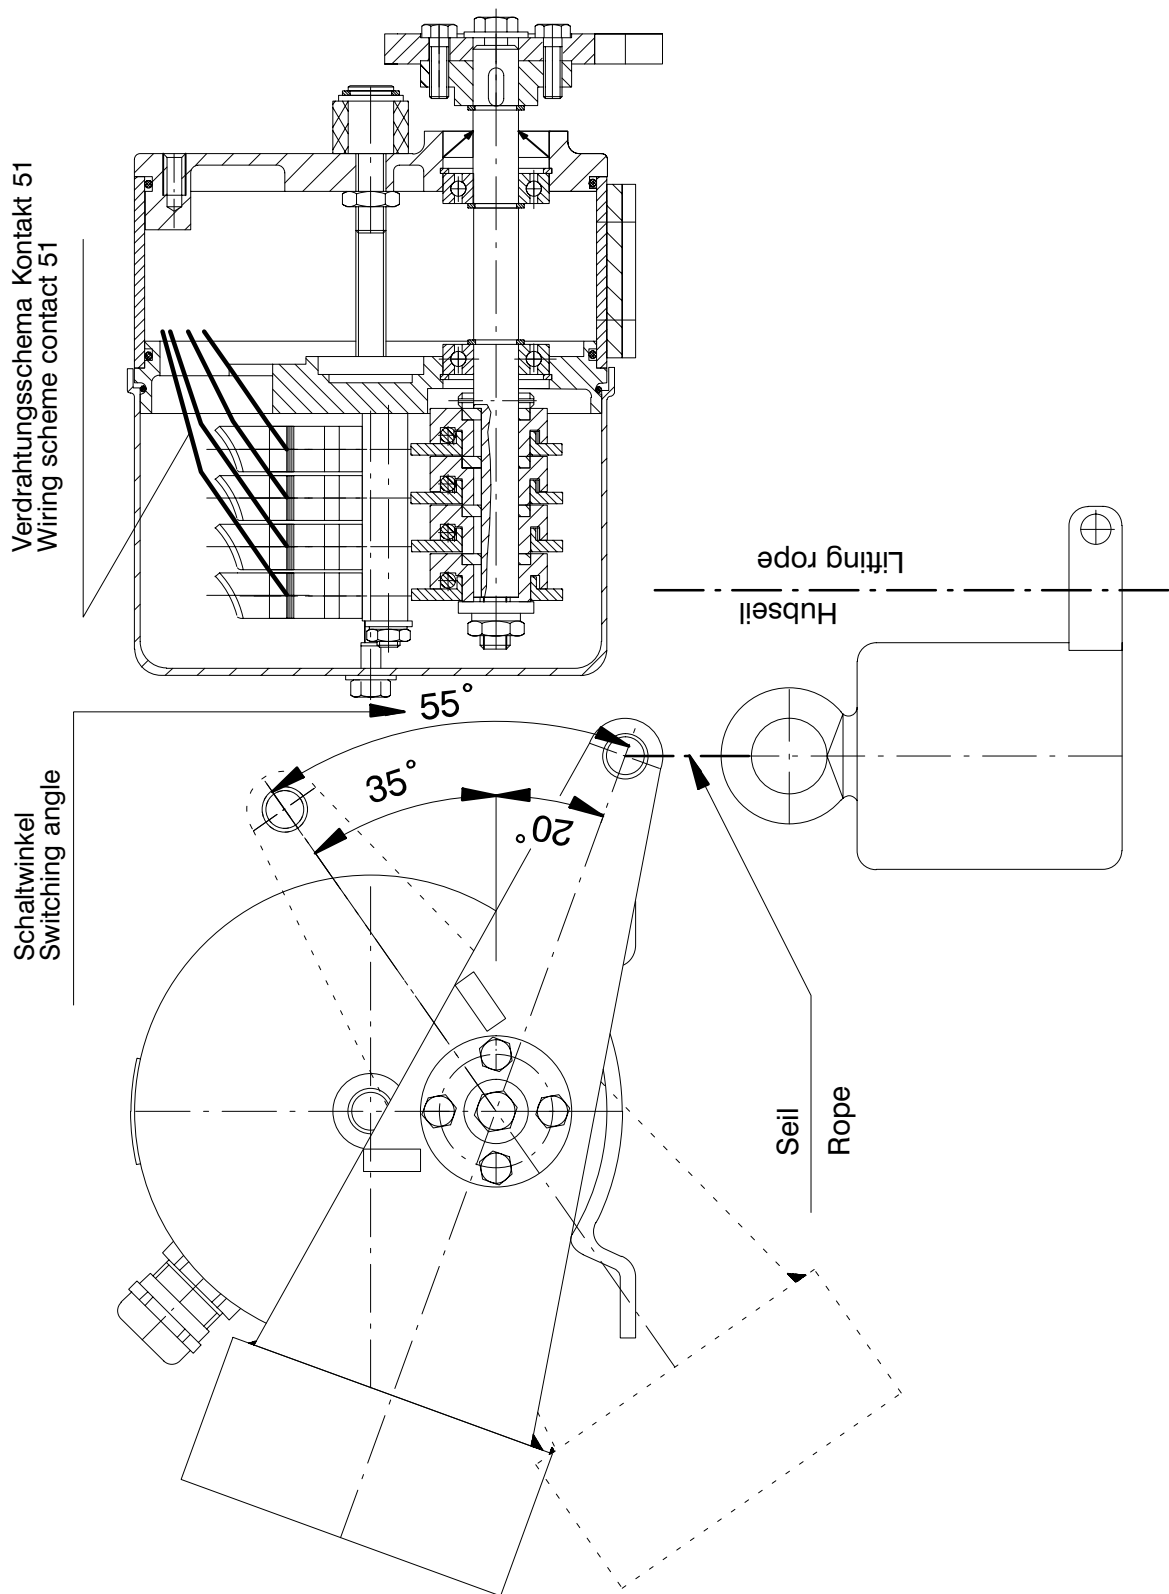 Verdrahtungsschema Kontakt 51
Wiring scheme contact 51
Lifting rope
Hubseil
Schaltwinkel
Switching angle
55°
35°
20°
Seil
Rope